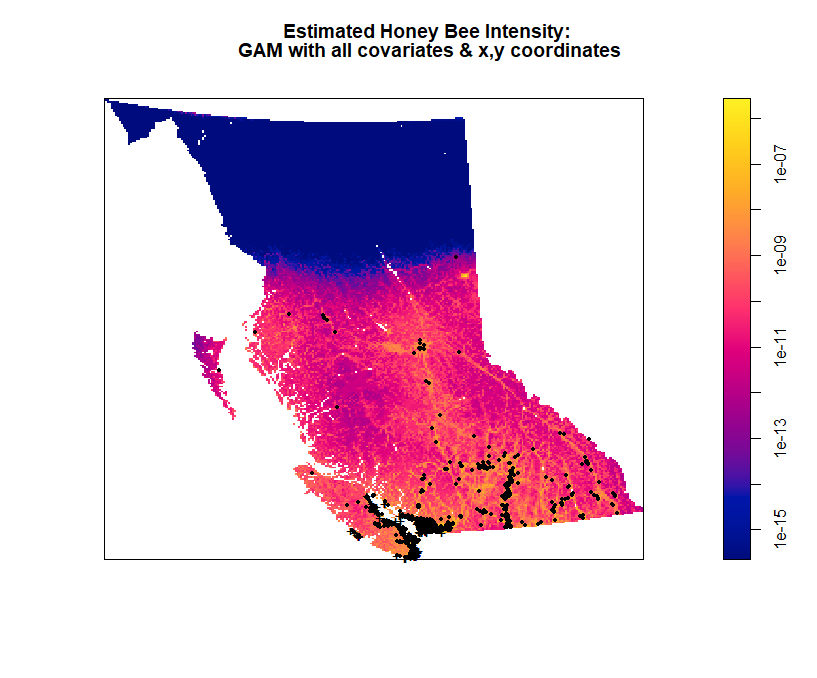 Estimated Honey Bee Intensity:
GAM with all covariates & x,y coordinates
1e-07
1e-09
1e-11
1e-13
1e-15